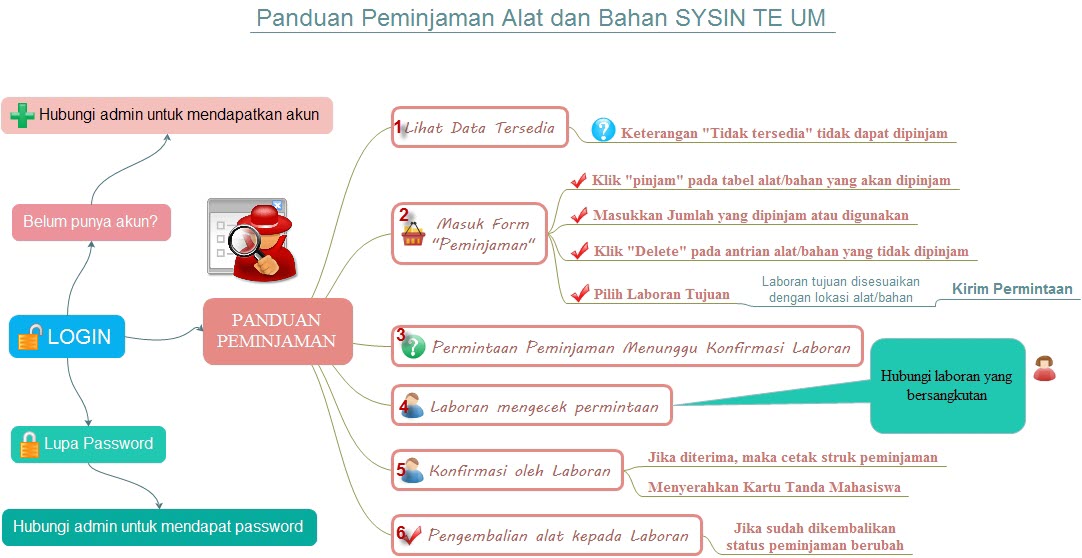 Panduan Peminjaman Alat dan Bahan SYSIN TE UM
Hubungi admin untuk mendapatkan akun
Belum punya akun?
LOGIN
Lupa Password
Hubungi admin untuk mendapat password
PANDUAN
PEMINJAMAN
1 Lihat Data Tersedia
Keterangan "Tidak tersedia" tidak dapat dipinjam
2
Masuk Form
"Peminjaman"
Klik "pinjam" pada tabel alat/bahan yang akan dipinjam
Masukkan Jumlah yang dipinjam atau digunakan
Klik "Delete" pada antrian alat/bahan yang tidak dipinjam
Pilih Laboran Tujuan
Laboran tujuan disesuaikan
dengan lokasi alat/bahan
Kirim Permintaan
3 Permintaan Peminjaman Menunggu Konfirmasi Laboran
4 Laboran mengecek permintaan
Hubungi laboran yang
bersangkutan
5 Konfirmasi oleh Laboran
Jika diterima, maka cetak struk peminjaman
Menyerahkan Kartu Tanda Mahasiswa
6 Pengembalian alat kepada Laboran
Jika sudah dikembalikan
status peminjaman berubah